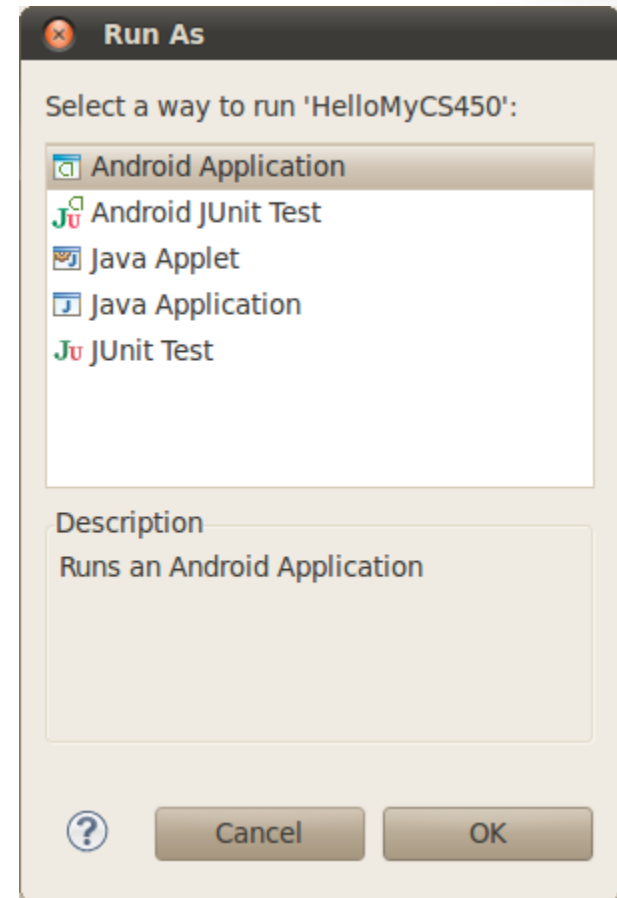 Run As
Select a way to run 'HelloMyCS450':
Android Application
Android JUnit Test
Java Applet
Java Application
JUnit Test
Description
Runs an Android Application
Cancel
OK